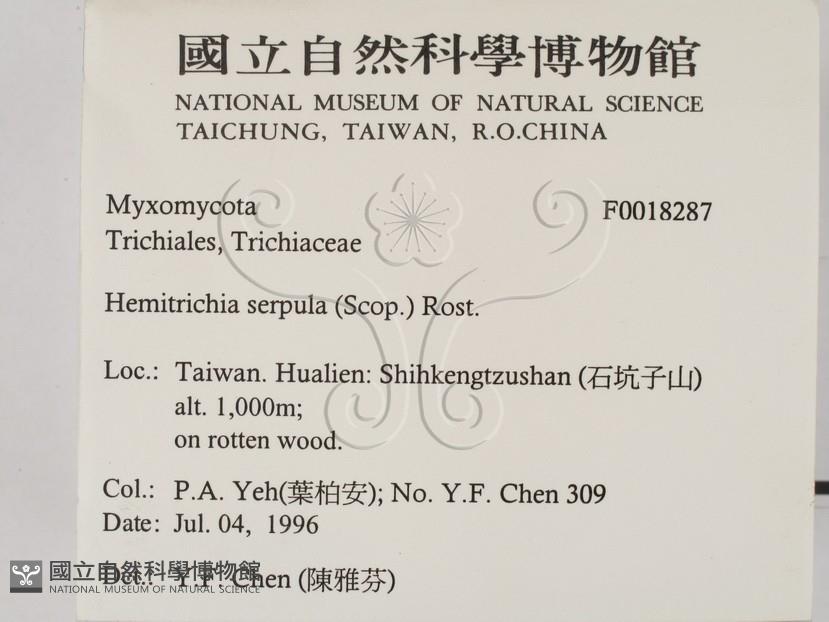 國立自然科學博物館
NATIONAL MUSEUM OF NATURAL SCIENCE
TAICHUNG, TAIWAN, R.O.CHINA
Myxomycota F0018287
Trichiales, Trichiaceae
Hemitrichia serpula (Scop.) Rost.
Loc.: Taiwan. Hualien: Shihkengtzushan (石坑子山)
alt. 1,000m;
on rotten wood.
Col.: P.A. Yeh(葉柏安); No. Y.F. Chen 309
Date: Jul. 04, 1996
Det.: Y.F. Chen (陳雅芬)
國立自然科學博物館
NATIONAL MUSEUM OF NATURAL SCIENCE